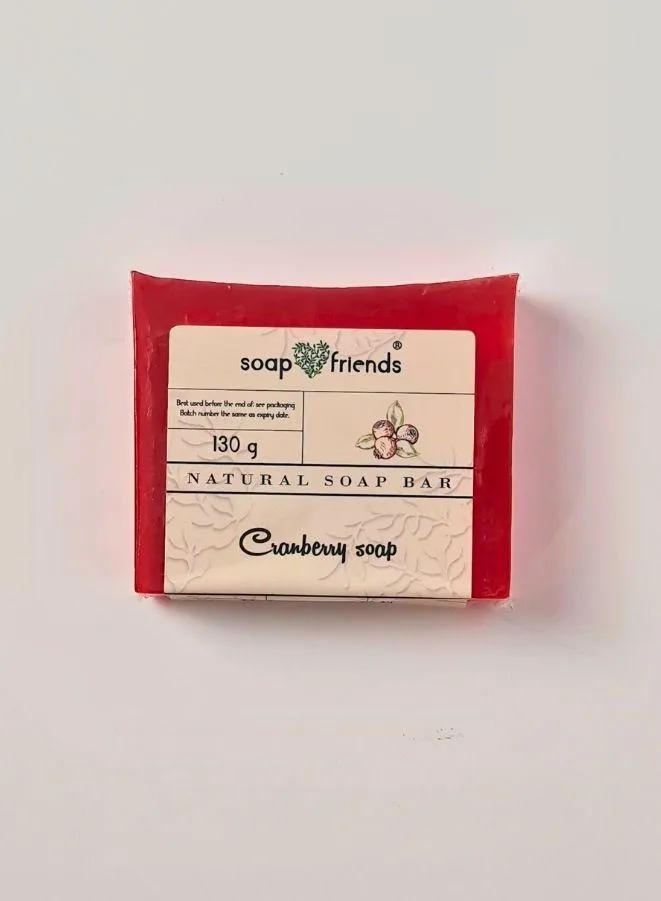 soap friends®
Best used before the end of: see packaging
Batch number the same as expiry date.
130 g
NATURAL SOAP BAR
Cranberry soap